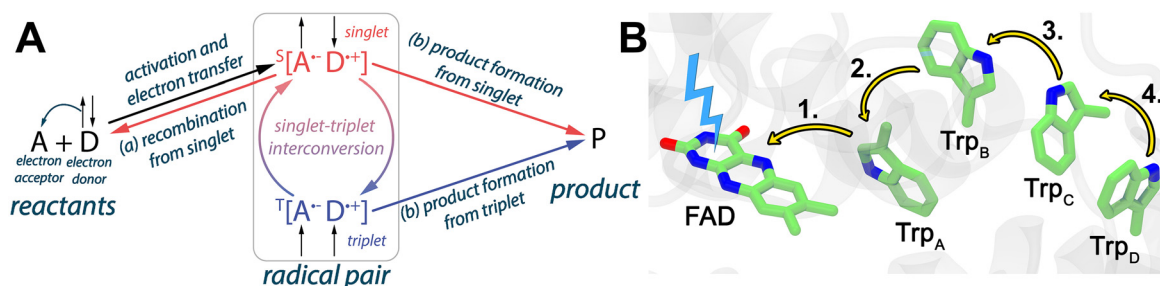 A
activation and
electron transfer
A + D
electron
acceptor
electron
donor
reactants
(a) recombination
from singlet
singlet
S[A•- D•+]
singlet-triplet
interconversion
T[A•- D•+]
triplet
radical pair
(b) product formation
from singlet
(b) product formation
from triplet
P
product
B
1.
2.
3.
4.
FAD
TrpA
TrpB
TrpC
TrpD